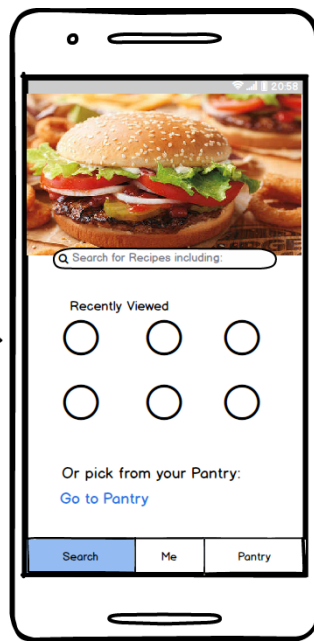 20:58
Search for Recipes including:
Recently Viewed
Or pick from your Pantry:
Go to Pantry
Search Me Pantry